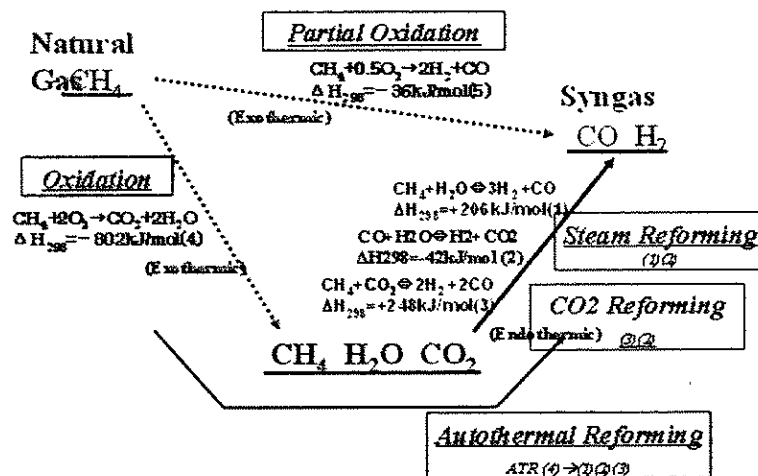 Partial Oxidation
Natural
Gas CH₄
CH₄+0.5O₂→2H₂+CO
ΔH₂₉₈=−36kJ/mol(5)
(Exothermic)
Syngas
CO H₂
Oxidation
CH₄+2O₂→CO₂+2H₂O
ΔH₂₉₈=−802kJ/mol(4)
(Exothermic)
CH₄+H₂O⇔3H₂+CO
ΔH₂₉₈=+206kJ/mol(1)
CO+H2O⇔H2+CO2
ΔH298=-42kJ/mol(2)
CH₄+CO₂⇔2H₂+2CO
ΔH₂₉₈=+248kJ/mol(3)
Steam Reforming
(1)(2)
CO2 Reforming
(3)(2)
(Endothermic)
CH₄ H₂O CO₂
Autothermal Reforming
ATR (4)→(1)(2)(3)